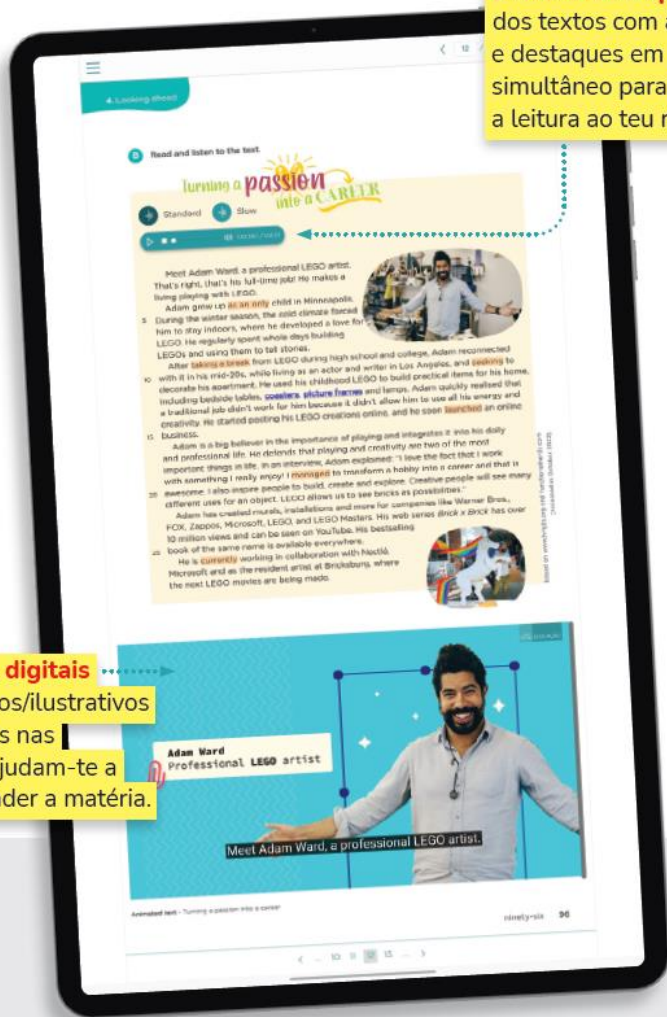 dos textos com
e destaques em
simultâneo para
a leitura ao teu
12
4. Looking ahead
B Read and listen to the text.
Turning a passion
into a CAREER
Standard Slow
Meet Adam Ward, a professional LEGO artist.
That's right, that's his full-time job! He makes a
living playing with LEGO.
Adam grew up as an only child in Minneapolis.
5 During the winter season, the cold climate forced
him to stay indoors, where he developed a love for
LEGO. He regularly spent whole days building
LEGOs and using them to tell stories.
After taking a break from LEGO during high school and college, Adam reconnected
10 with it in his mid-20s, while living as an actor and writer in Los Angeles, and seeking to
decorate his apartment. He used his childhood LEGO to build practical items for his home,
including bedside tables, coasters, picture frames and lamps. Adam quickly realised that
a traditional job didn't work for him because it didn't allow him to use all his energy and
creativity. He started posting his LEGO creations online, and he soon launched an online
15 business.
Adam is a big believer in the importance of playing and integrates it into his daily
and professional life. He defends that playing and creativity are two of the most
important things in life. In an interview, Adam explained: "I love the fact that I work
with something I really enjoy! I managed to transform a hobby into a career and that is
20 awesome. I also inspire people to build, create and explore. Creative people will see many
different uses for an object. LEGO allows us to see bricks as possibilities."
Adam has created murals, installations and more for companies like Warner Bros.,
FOX, Zappos, Microsoft, LEGO, and LEGO Masters. His web series Brick x Brick has over
10 million views and can be seen on YouTube. His bestselling
25 book of the same name is available everywhere.
He is currently working in collaboration with Nestlé,
Microsoft and as the resident artist at Bricksburg, where
the next LEGO movies are being made.
digitais
os/ilustrativos
s nas
judam-te a
der a matéria.
Adam Ward
Professional LEGO artist
Meet Adam Ward, a professional LEGO artist.
Animated text - Turning a passion into a career
ninety-six 96
... 10 11 12 13 ...